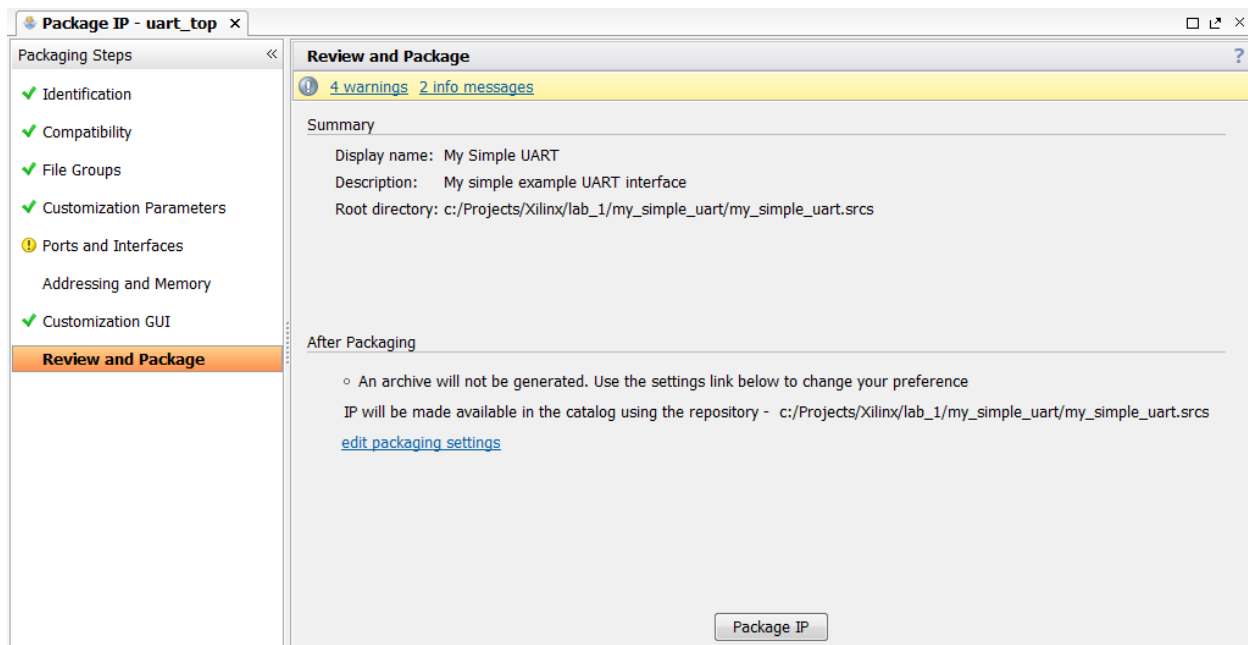 Package IP - uart_top ×
Packaging Steps «
Identification
Compatibility
File Groups
Customization Parameters
Ports and Interfaces
Addressing and Memory
Customization GUI
Review and Package
Review and Package ?
4 warnings 2 info messages
Summary
Display name: My Simple UART
Description: My simple example UART interface
Root directory: c:/Projects/Xilinx/lab_1/my_simple_uart/my_simple_uart.srcs
After Packaging
An archive will not be generated. Use the settings link below to change your preference
IP will be made available in the catalog using the repository - c:/Projects/Xilinx/lab_1/my_simple_uart/my_simple_uart.srcs
edit packaging settings
Package IP